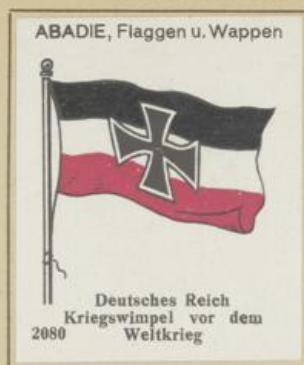 ABADIE, Flaggen u. Wappen
Deutsches Reich
Kriegswimpel vor dem
2080 Weltkrieg